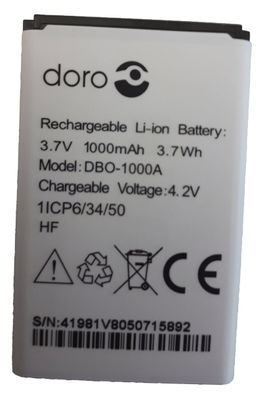 doro
Rechargeable Li-ion Battery:
3.7V 1000mAh 3.7Wh
Model: DBO-1000A
Chargeable Voltage:4.2V
1ICP6/34/50
HF
S/N:41981V8050715892